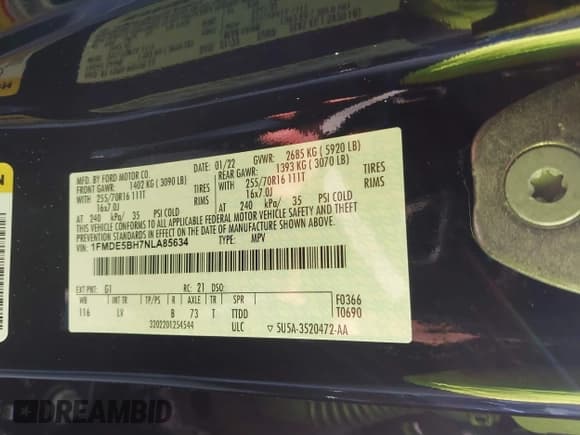 MFD. BY FORD MOTOR CO.
01/22
GVWR: 2685 KG ( 5920 LB)
FRONT GAWR: 1402 KG ( 3090 LB)
REAR GAWR: 1393 KG ( 3070 LB)
WITH 255/70R16 111T TIRES
WITH 255/70R16 111T TIRES
16x7.0J RIMS
16x7.0J RIMS
AT 240 kPa/ 35 PSI COLD
AT 240 kPa/ 35 PSI COLD
THIS VEHICLE CONFORMS TO ALL APPLICABLE FEDERAL MOTOR VEHICLE SAFETY AND THEFT
PREVENTION STANDARDS IN EFFECT ON THE DATE OF MANUFACTURE SHOWN ABOVE.
VIN: 1FMDE5BH7NLA85634
TYPE: MPV
EXT PNT: G1 RC: 21 DSO:
WB INT TR TP/PS R AXLE TR SPR F0366
116 LV B 73 T TTDD T0690
3202201254544 ULC ▽ 5U5A-3520472-AA
DREAMBID